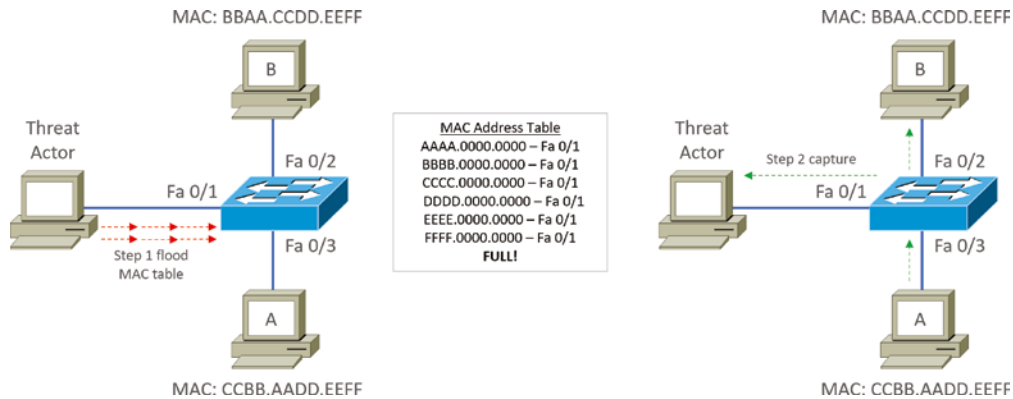 MAC: BBAA.CCDD.EEFF
B
Threat
Actor
Fa 0/2
Fa 0/1
Fa 0/3
Step 1 flood
MAC table
A
MAC: CCBB.AADD.EEFF
MAC Address Table
AAAA.0000.0000 – Fa 0/1
BBBB.0000.0000 – Fa 0/1
CCCC.0000.0000 – Fa 0/1
DDDD.0000.0000 – Fa 0/1
EEEE.0000.0000 – Fa 0/1
FFFF.0000.0000 – Fa 0/1
FULL!
MAC: BBAA.CCDD.EEFF
B
Threat
Actor
Step 2 capture
Fa 0/2
Fa 0/1
Fa 0/3
A
MAC: CCBB.AADD.EEFF